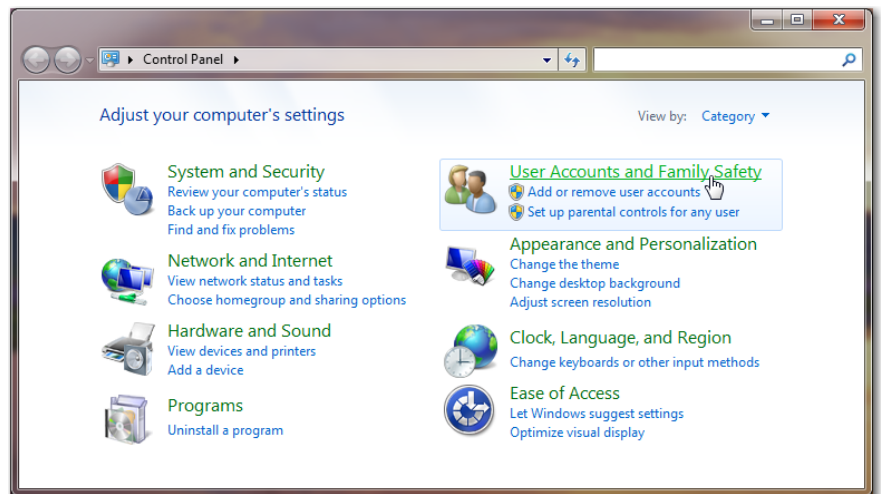 Control Panel
Adjust your computer's settings
View by: Category
System and Security
Review your computer's status
Back up your computer
Find and fix problems
Network and Internet
View network status and tasks
Choose homegroup and sharing options
Hardware and Sound
View devices and printers
Add a device
Programs
Uninstall a program
User Accounts and Family Safety
Add or remove user accounts
Set up parental controls for any user
Appearance and Personalization
Change the theme
Change desktop background
Adjust screen resolution
Clock, Language, and Region
Change keyboards or other input methods
Ease of Access
Let Windows suggest settings
Optimize visual display